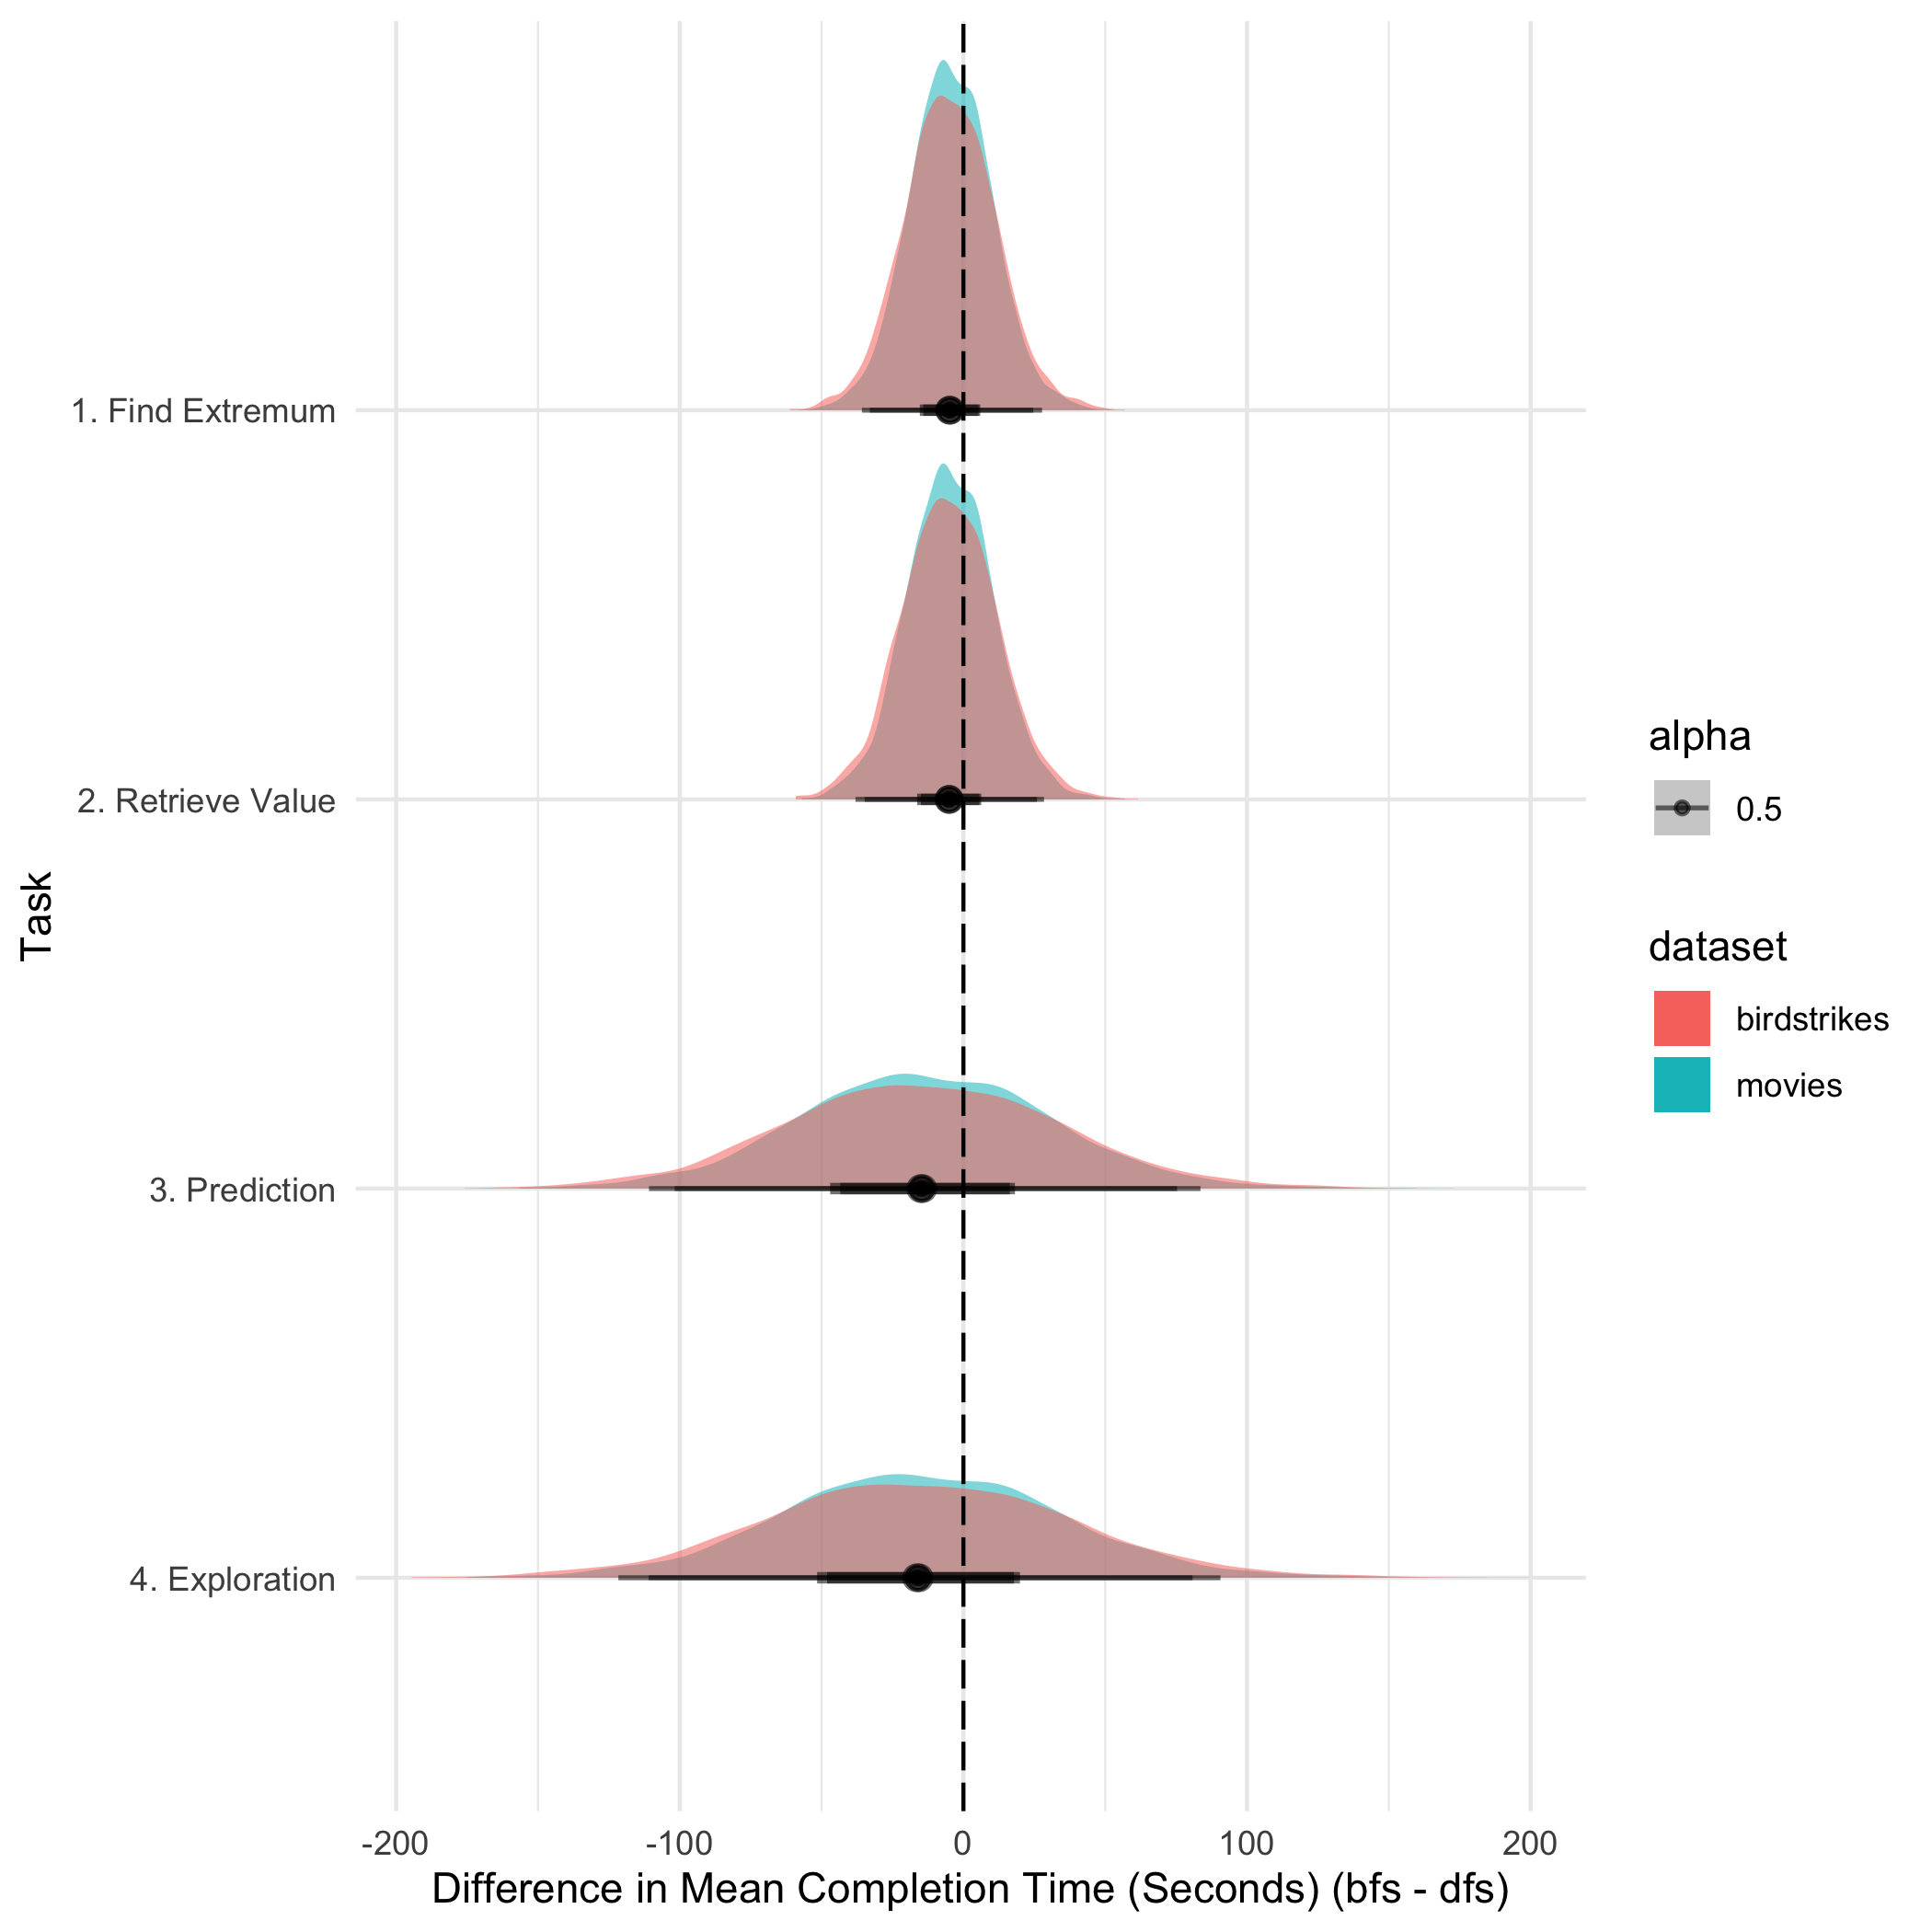 1. Find Extremum
2. Retrieve Value
3. Prediction
4. Exploration
Task
-200 -100 0 100 200
Difference in Mean Completion Time (Seconds) (bfs - dfs)
alpha
0.5
dataset
birdstrikes
movies